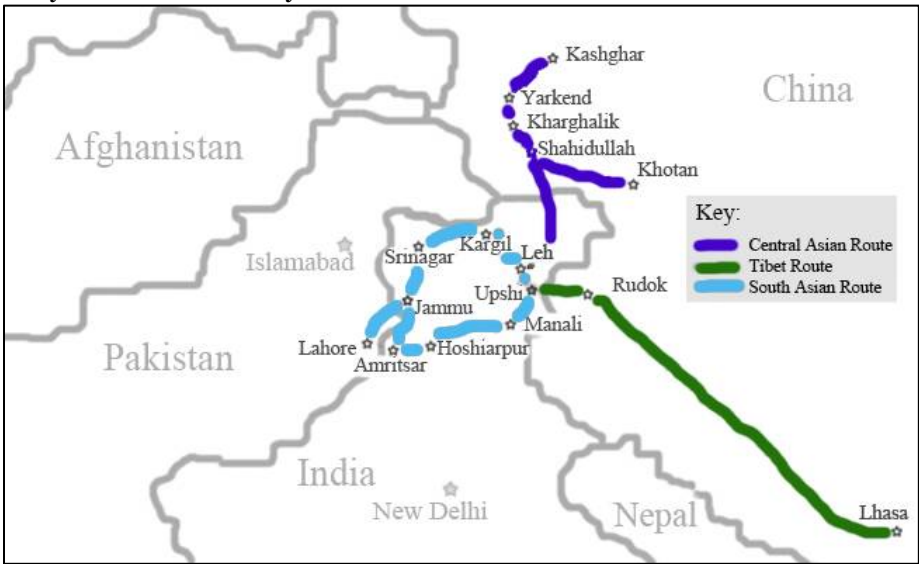 Kashghar
China
Yarkend
Kharghalik
Afghanistan
Shahidullah
Khotan
Key:
Central Asian Route
Tibet Route
South Asian Route
Kargil
Srinagar
Leh
Islamabad
Upshi
Rudok
Jammu
Manali
Lahore
Hoshiarpur
Pakistan
Amritsar
India
New Delhi
Nepal
Lhasa